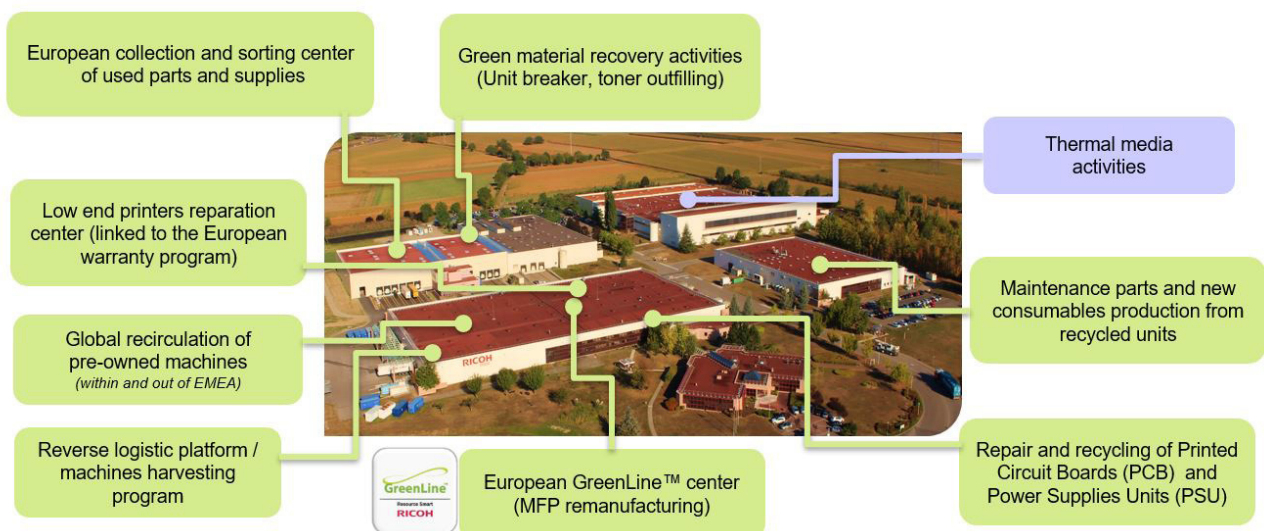 European collection and sorting center
of used parts and supplies
Green material recovery activities
(Unit breaker, toner outfilling)
Thermal media
activities
Low end printers reparation
center (linked to the European
warranty program)
Maintenance parts and new
consumables production from
recycled units
Global recirculation of
pre-owned machines
(within and out of EMEA)
RICOH
Reverse logistic platform /
machines harvesting
program
GreenLine™
Resource Smart
RICOH
European GreenLine™ center
(MFP remanufacturing)
Repair and recycling of Printed
Circuit Boards (PCB) and
Power Supplies Units (PSU)